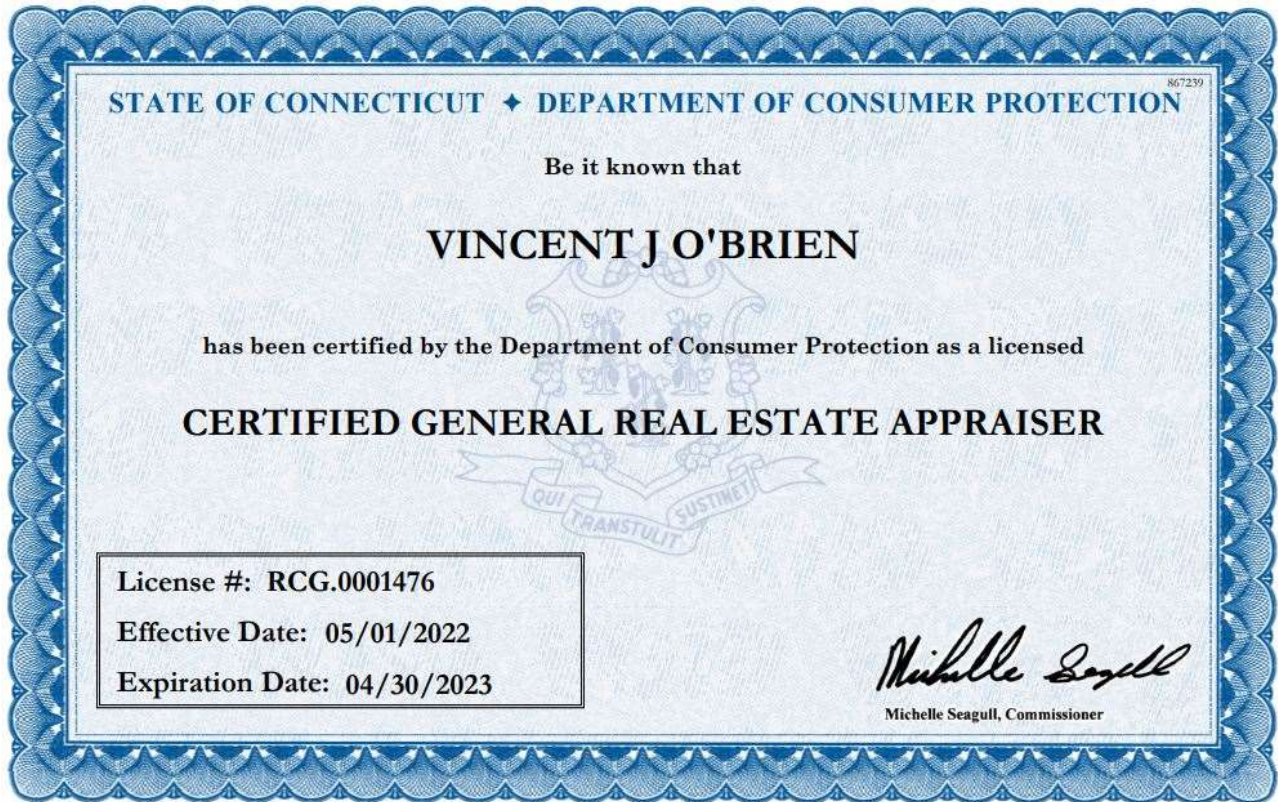 867239
STATE OF CONNECTICUT ✦ DEPARTMENT OF CONSUMER PROTECTION
Be it known that
VINCENT J O'BRIEN
has been certified by the Department of Consumer Protection as a licensed
CERTIFIED GENERAL REAL ESTATE APPRAISER
QUI TRANSTULIT SUSTINET
License #: RCG.0001476
Effective Date: 05/01/2022
Expiration Date: 04/30/2023
Michelle Seagull
Michelle Seagull, Commissioner